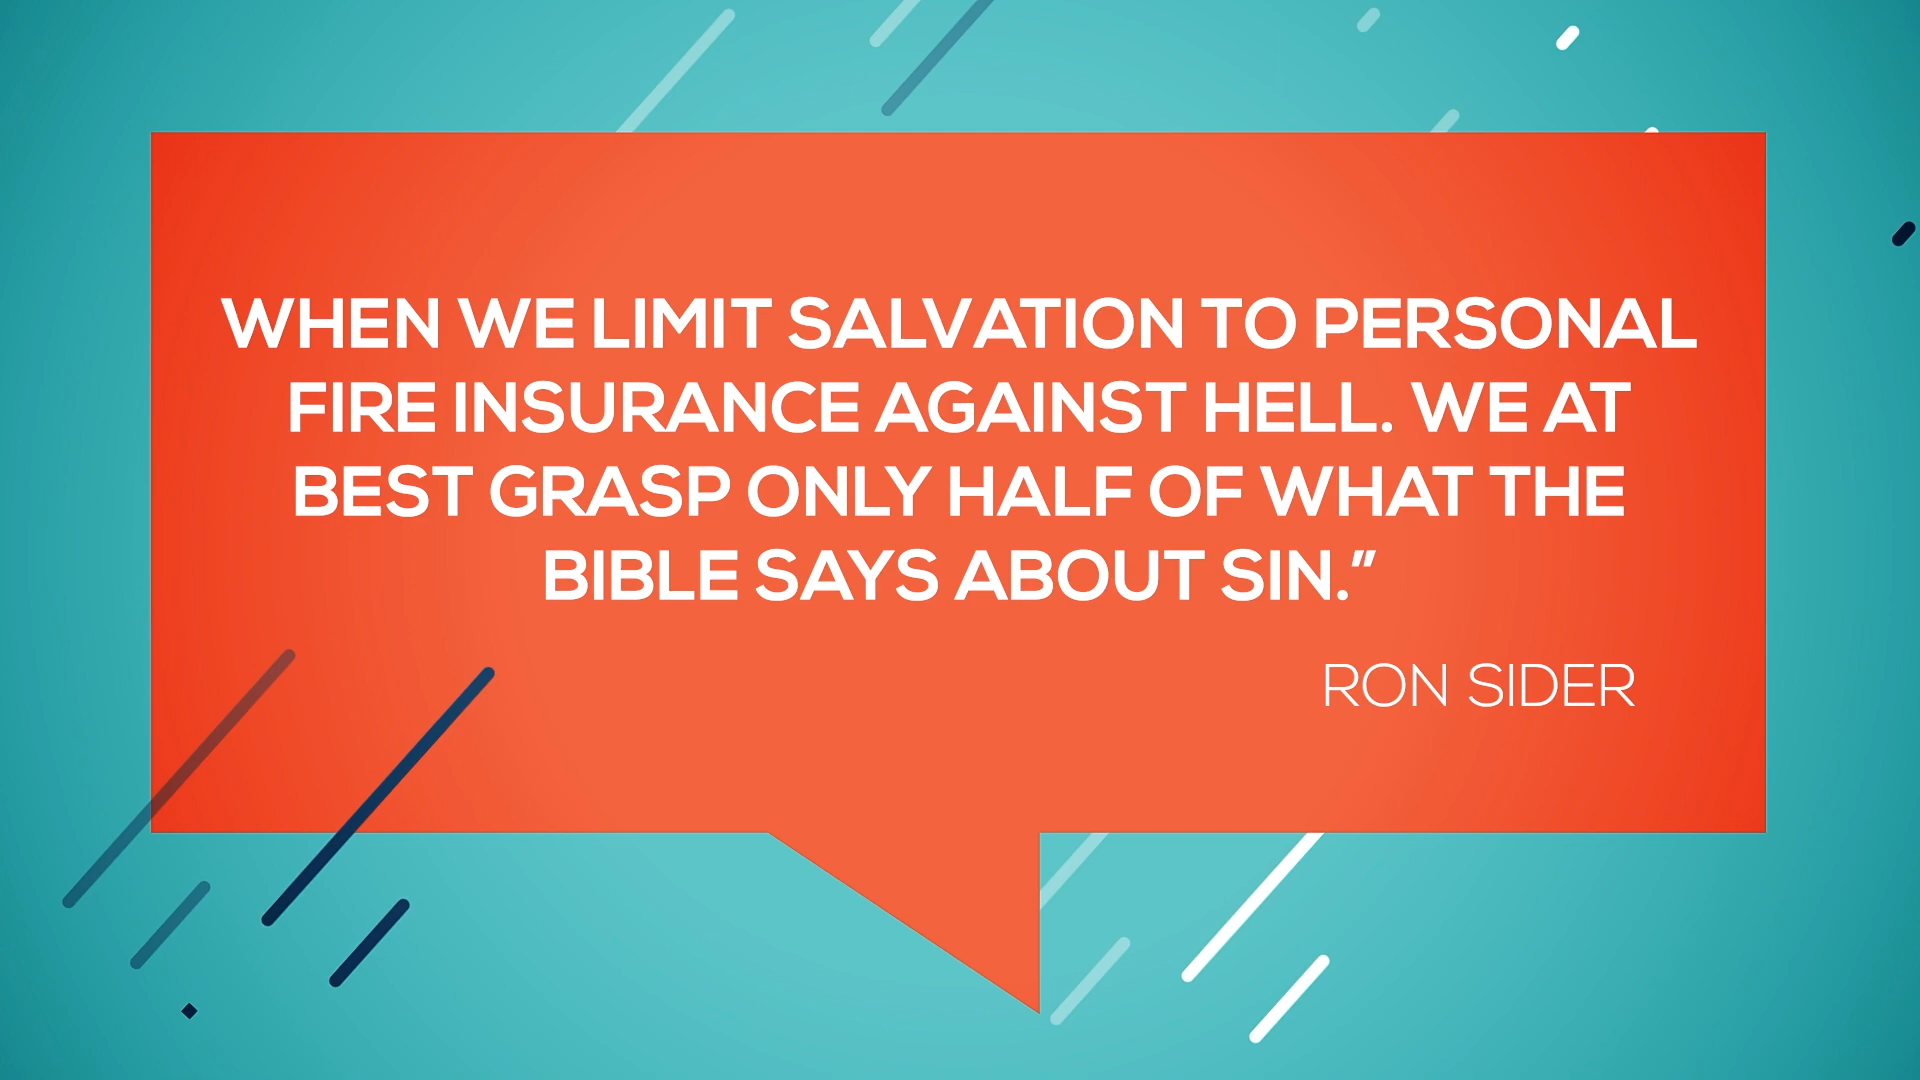 WHEN WE LIMIT SALVATION TO PERSONAL
FIRE INSURANCE AGAINST HELL. WE AT
BEST GRASP ONLY HALF OF WHAT THE
BIBLE SAYS ABOUT SIN.”
RON SIDER